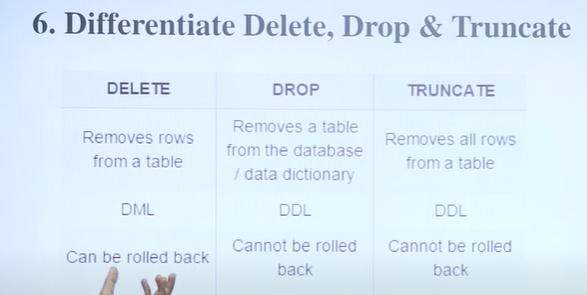 6. Differentiate Delete, Drop & Truncate
DELETE DROP TRUNCATE
Removes rows
from a table
Removes a table
from the database
/ data dictionary
Removes all rows
from a table
DML DDL DDL
Can be rolled back
Cannot be rolled
back
Cannot be rolled
back